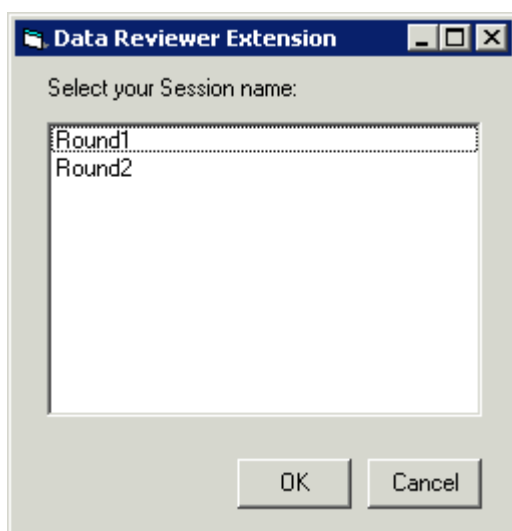 Data Reviewer Extension
Select your Session name:
Round1
Round2
OK Cancel